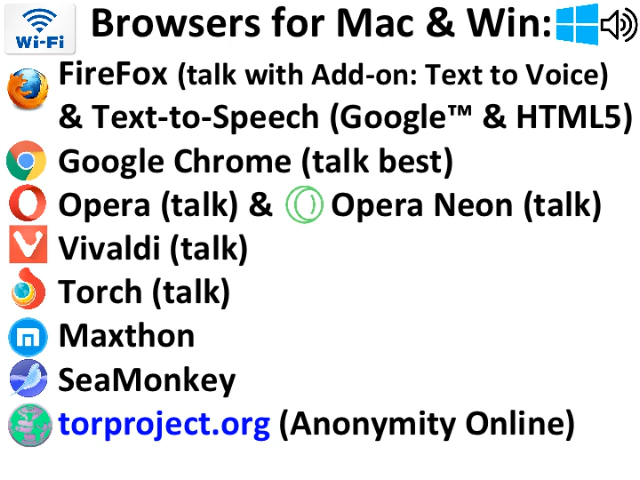 Wi-Fi
Browsers for Mac & Win:
FireFox (talk with Add-on: Text to Voice)
& Text-to-Speech (Google™ & HTML5)
Google Chrome (talk best)
Opera (talk) & Opera Neon (talk)
Vivaldi (talk)
Torch (talk)
Maxthon
SeaMonkey
torproject.org (Anonymity Online)